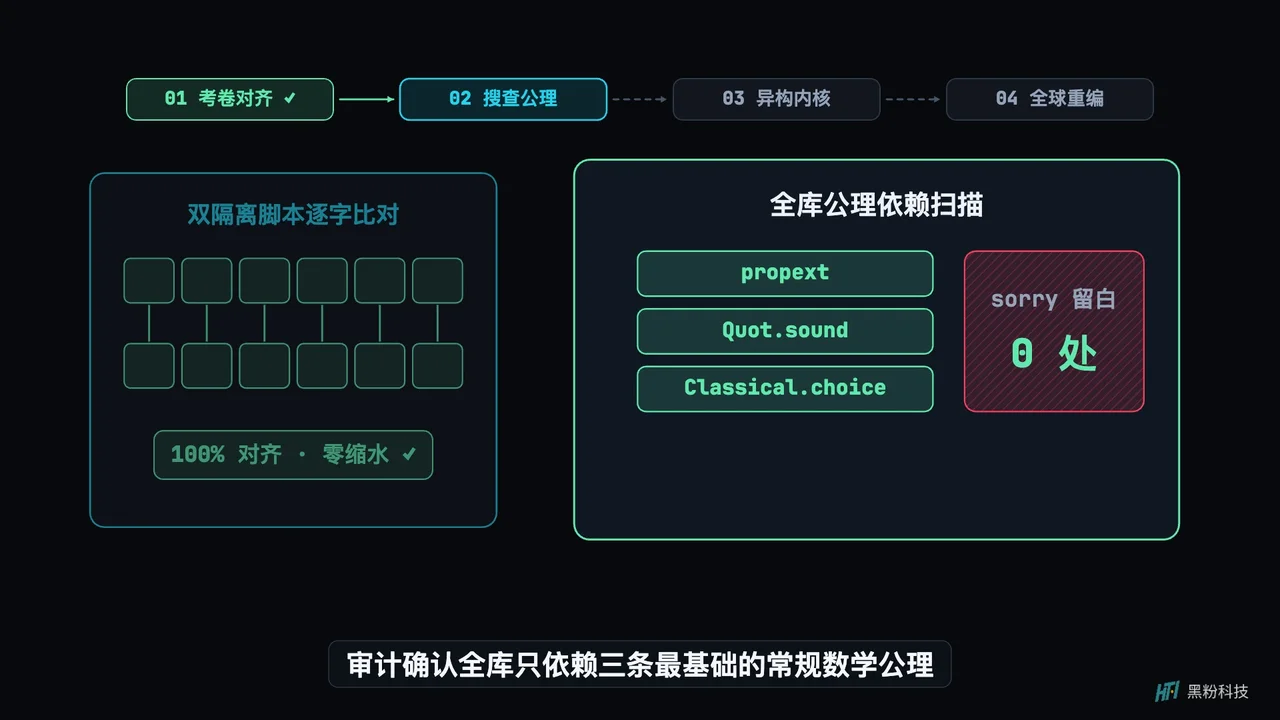 01 考卷对齐 ✓
02 搜查公理
03 异构内核
04 全球重编
双隔离脚本逐字比对
100% 对齐 · 零缩水 ✓
全库公理依赖扫描
propext
Quot.sound
Classical.choice
sorry 留白
0 处
审计确认全库只依赖三条最基础的常规数学公理
HTI 黑粉科技